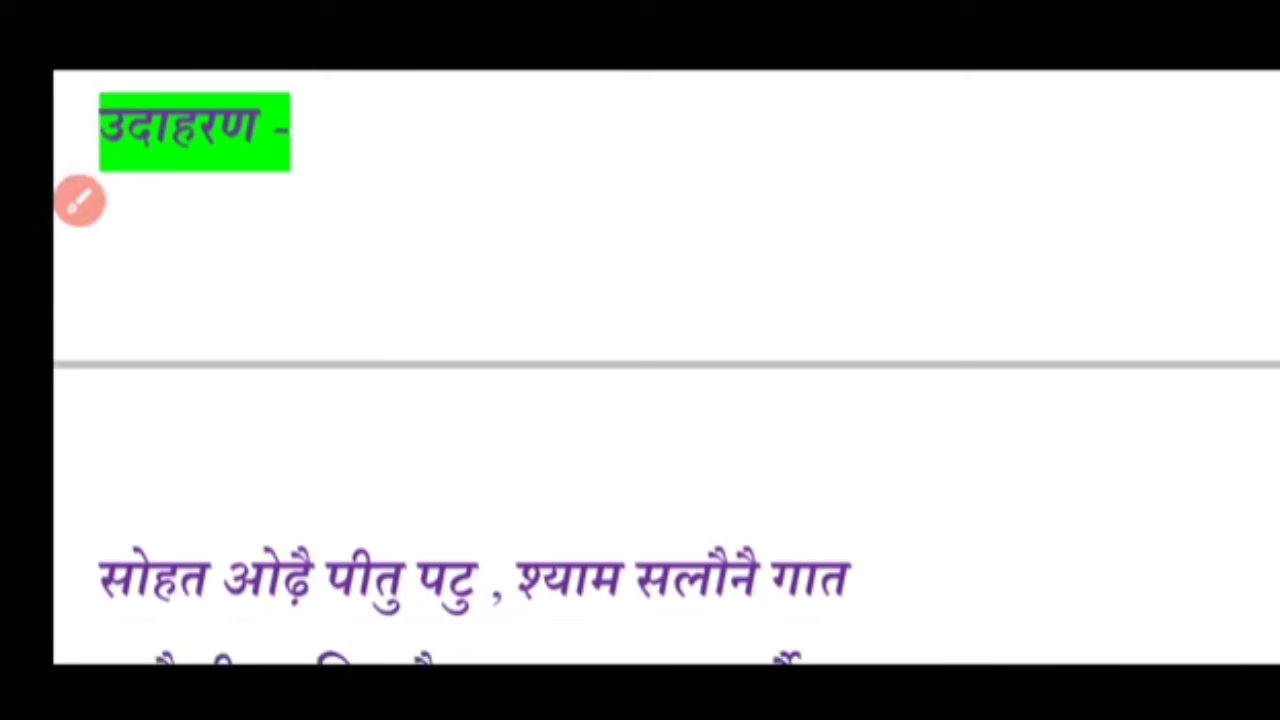 उदाहरण -
सोहत ओढ़ै पीतु पटु , श्याम सलौनै गात